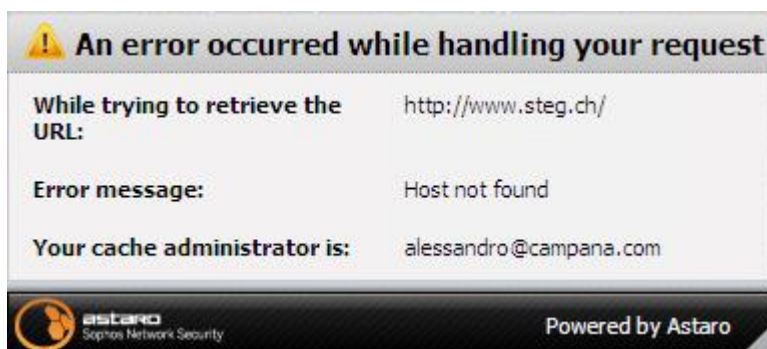 An error occurred while handling your request
While trying to retrieve the URL: http://www.steg.ch/
Error message: Host not found
Your cache administrator is: alessandro@campana.com
astaro
Sophos Network Security
Powered by Astaro